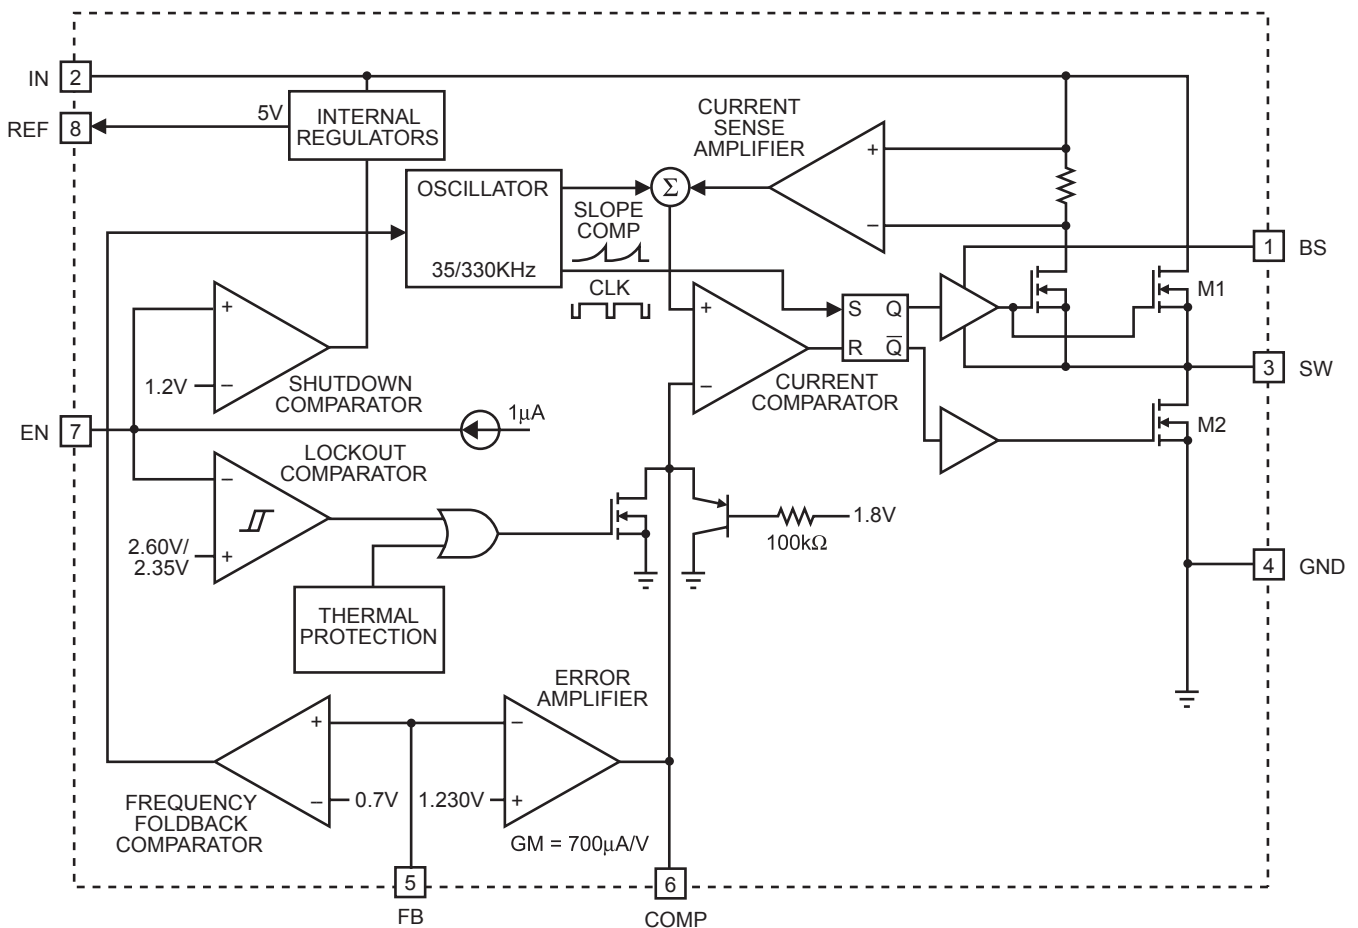 IN
2
REF
8
5V
INTERNAL
REGULATORS
CURRENT
SENSE
AMPLIFIER
+
–
OSCILLATOR
35/330KHz
Σ
SLOPE
COMP
CLK
1
BS
+
–
1.2V
SHUTDOWN
COMPARATOR
+
–
S Q
R Q̅
CURRENT
COMPARATOR
M1
3
SW
M2
EN
7
1μA
LOCKOUT
COMPARATOR
–
+
2.60V/
2.35V
1.8V
100kΩ
4
GND
THERMAL
PROTECTION
ERROR
AMPLIFIER
+
–
0.7V
–
+
1.230V
FREQUENCY
FOLDBACK
COMPARATOR
GM = 700μA/V
5
FB
6
COMP